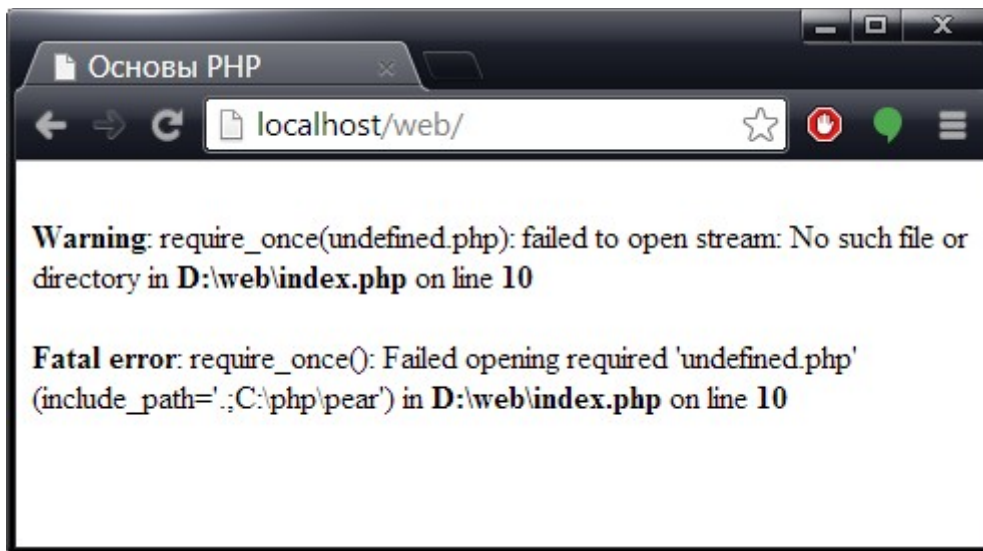 Основы PHP
localhost/web/
Warning: require_once(undefined.php): failed to open stream: No such file or
directory in D:\web\index.php on line 10
Fatal error: require_once(): Failed opening required 'undefined.php'
(include_path='.;C:\php\pear') in D:\web\index.php on line 10